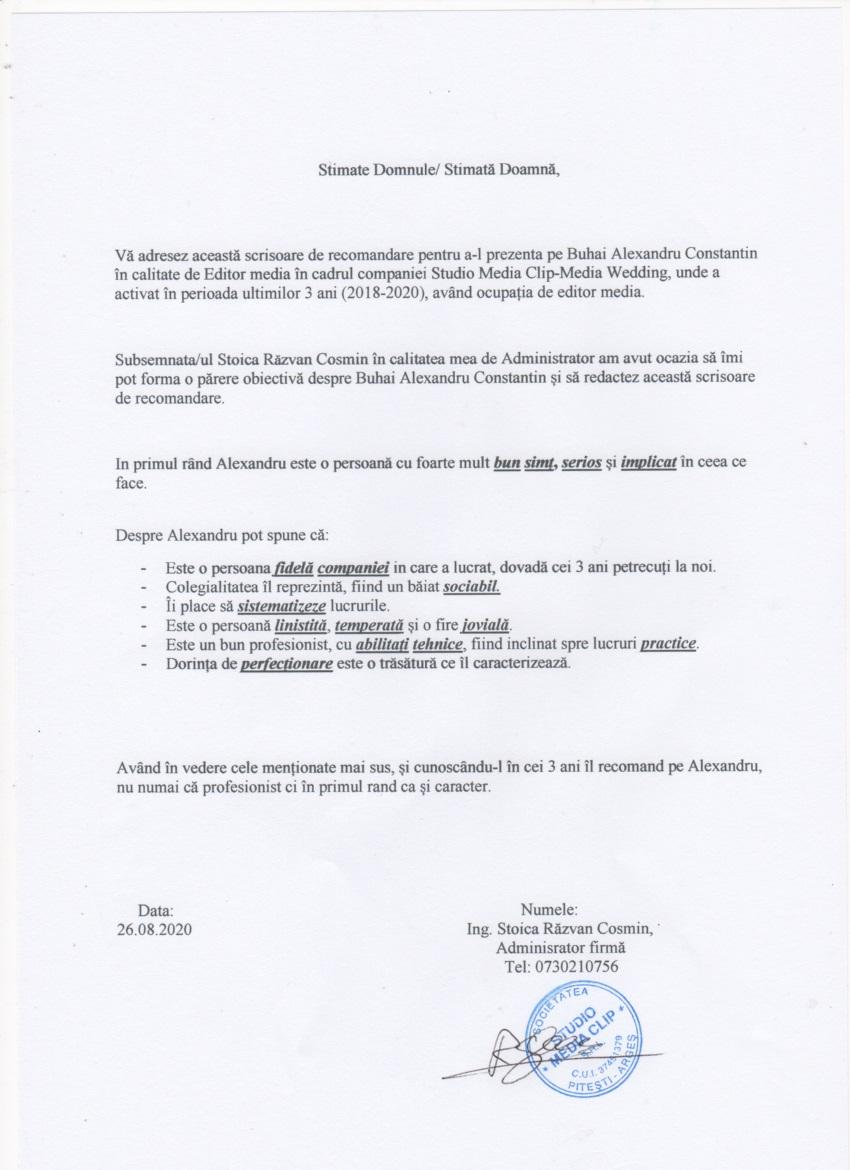 Stimate Domnule/ Stimată Doamnă,
Vă adresez această scrisoare de recomandare pentru a-l prezenta pe Buhai Alexandru Constantin
în calitate de Editor media în cadrul companiei Studio Media Clip-Media Wedding, unde a
activat în perioada ultimilor 3 ani (2018-2020), având ocupația de editor media.
Subsemnata/ul Stoica Răzvan Cosmin în calitatea mea de Administrator am avut ocazia să îmi
pot forma o părere obiectivă despre Buhai Alexandru Constantin și să redactez această scrisoare
de recomandare.
In primul rând Alexandru este o persoană cu foarte mult bun simț, serios și implicat în ceea ce
face.
Despre Alexandru pot spune că:
- Este o persoana fidelă companiei in care a lucrat, dovadă cei 3 ani petrecuți la noi.
- Colegialitatea îl reprezintă, fiind un băiat sociabil.
- Îi place să sistematizeze lucrurile.
- Este o persoană linistită, temperată și o fire jovială.
- Este un bun profesionist, cu abilitați tehnice, fiind inclinat spre lucruri practice.
- Dorința de perfecționare este o trăsătură ce îl caracterizează.
Având în vedere cele menționate mai sus, și cunoscându-l în cei 3 ani îl recomand pe Alexandru,
nu numai că profesionist ci în primul rand ca și caracter.
Data:
26.08.2020
Numele:
Ing. Stoica Răzvan Cosmin,
Adminisrator firmă
Tel: 0730210756
SOCIETATEA
STUDIO
MEDIA CLIP
S.R.L.
C.U.I.
PITEȘTI - ARGEȘ